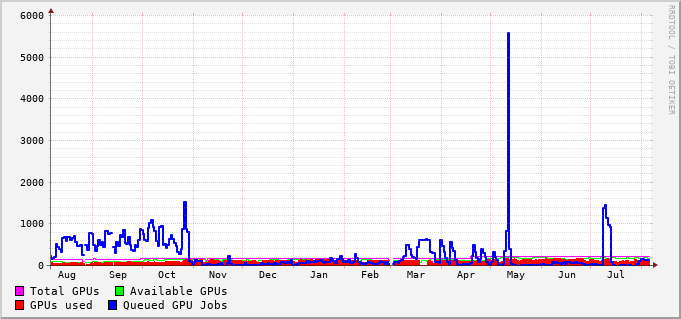 6000
5000
4000
3000
2000
1000
0
Aug Sep Oct Nov Dec Jan Feb Mar Apr May Jun Jul
Total GPUs Available GPUs
GPUs used Queued GPU Jobs
RRDTOOL / TOBI OETIKER